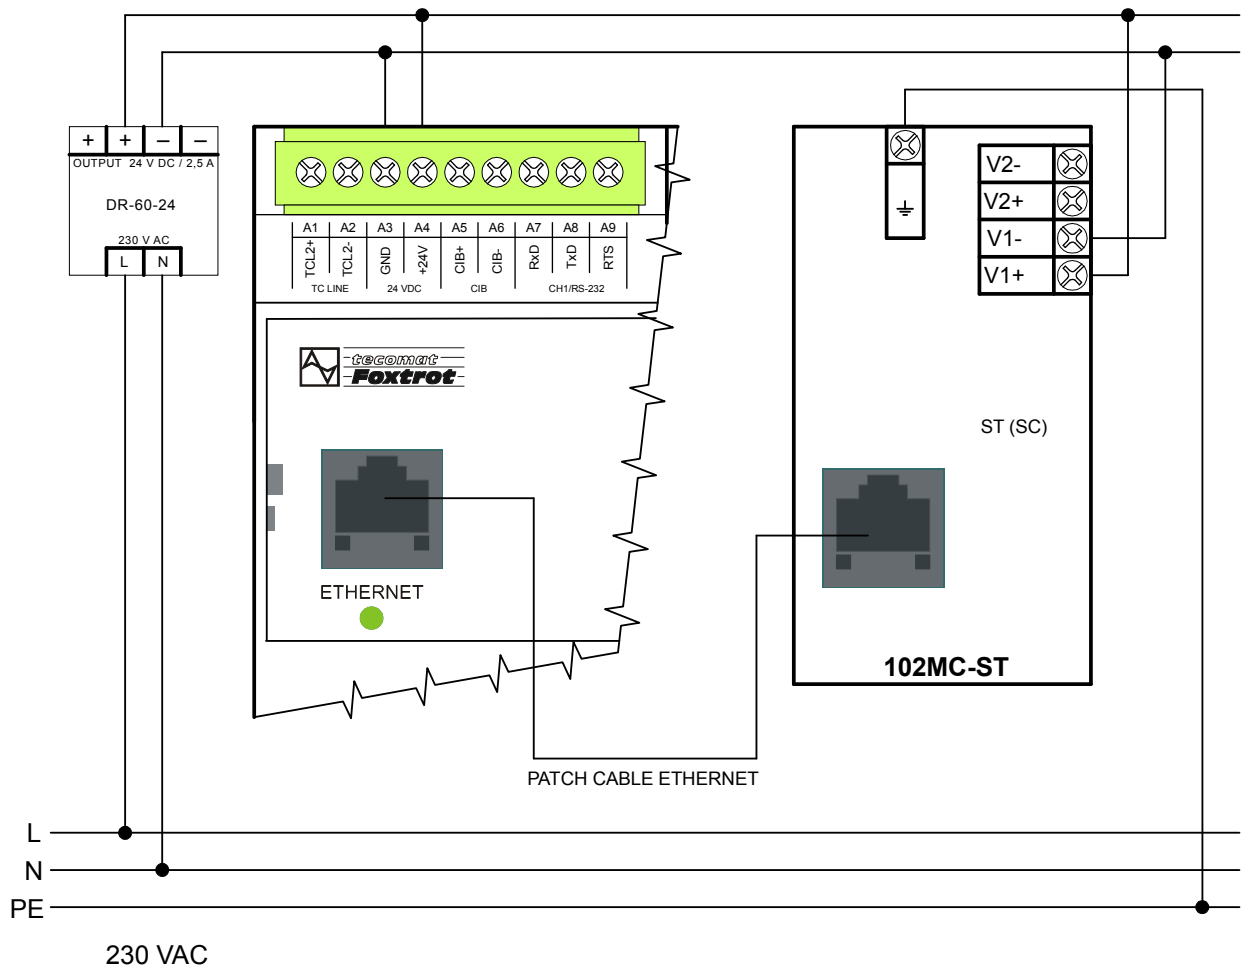 + + – –
OUTPUT 24 V DC / 2,5 A
DR-60-24
230 V AC
L N
A1 A2 A3 A4 A5 A6 A7 A8 A9
TCL2+ TCL2- GND +24V CIB+ CIB- RxD TxD RTS
TC LINE 24 VDC CIB CH1/RS-232
tecomat
Foxtrot
ETHERNET
V2-
V2+
V1-
V1+
ST (SC)
102MC-ST
PATCH CABLE ETHERNET
L
N
PE
230 VAC